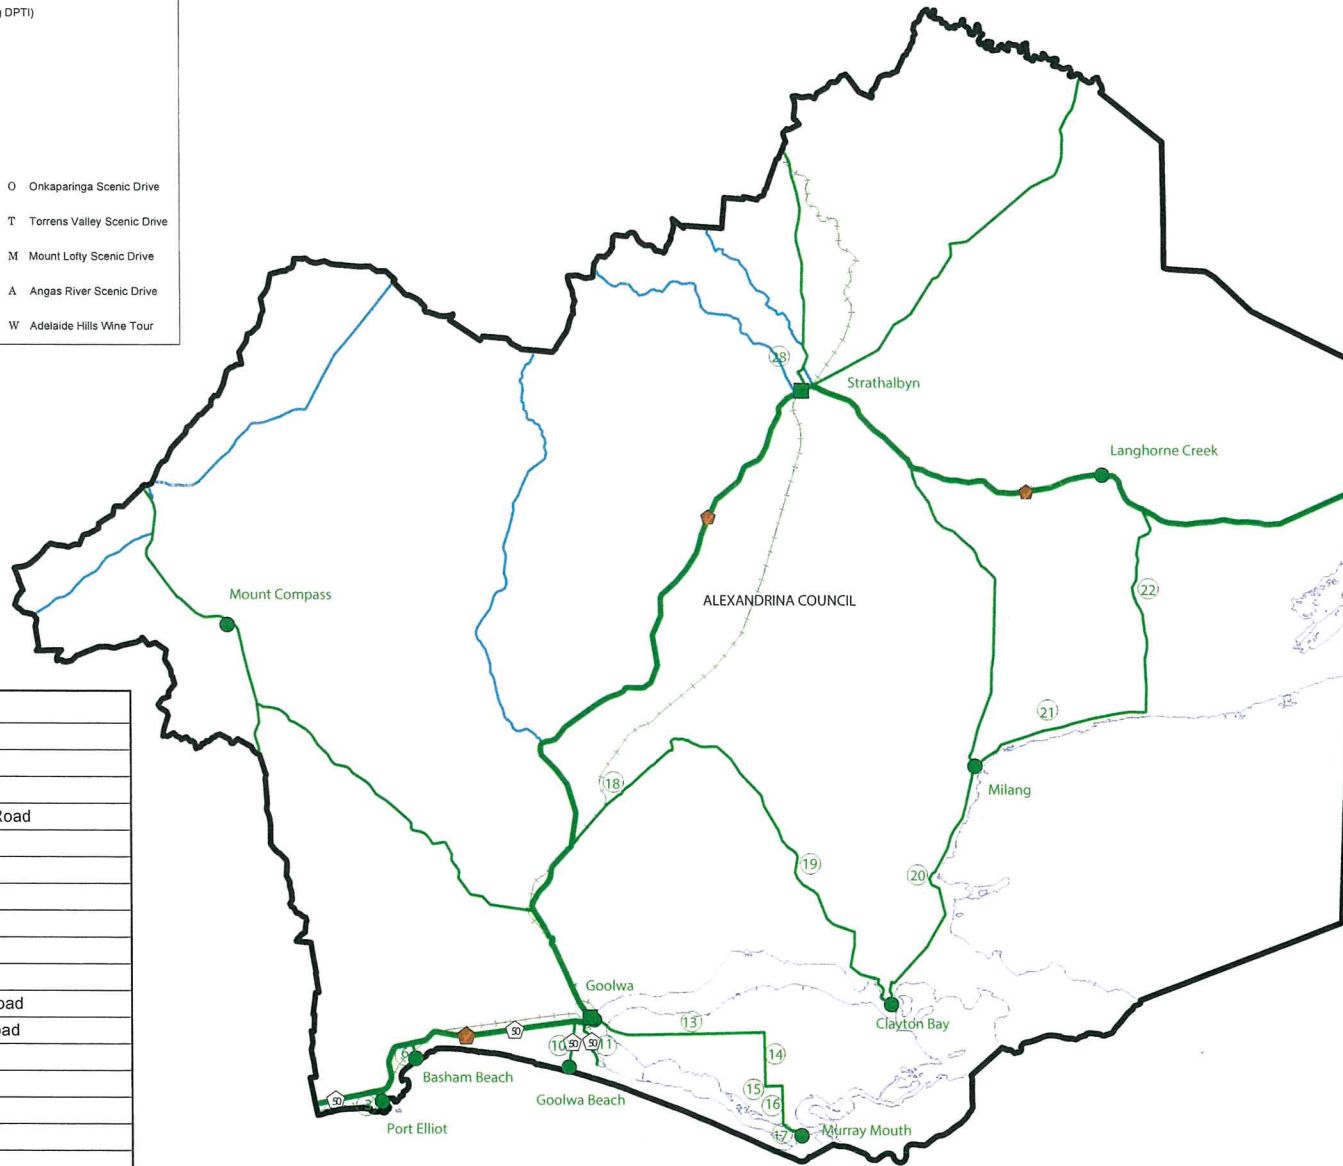 DPTI)
O Onkaparinga Scenic Drive
T Torrens Valley Scenic Drive
M Mount Lofty Scenic Drive
A Angas River Scenic Drive
W Adelaide Hills Wine Tour
28
Strathalbyn
Langhorne Creek
22
ALEXANDRINA COUNCIL
Mount Compass
21
18
Milang
Road
19
20
Goolwa
Clayton Bay
13
50
10
50
11
14
6
Basham Beach
15
Goolwa Beach
16
50
3
Port Elliot
17
Murray Mouth
oad
oad